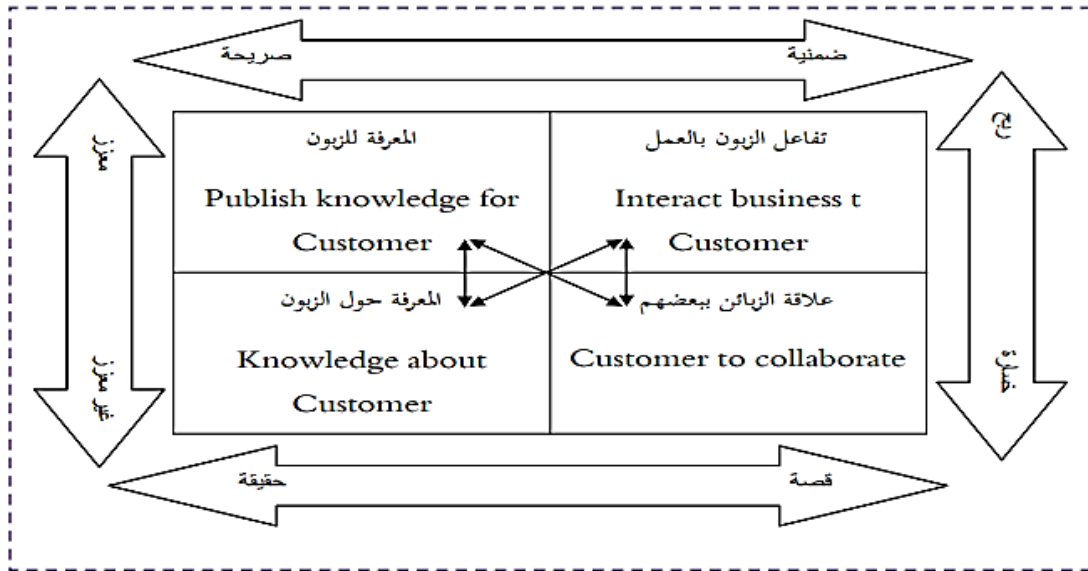 ضمنية
صريحة
ربح
معزز
تفاعل الزبون بالعمل
Interact business t
Customer
المعرفة للزبون
Publish knowledge for
Customer
علاقة الزبائن ببعضهم
Customer to collaborate
المعرفة حول الزبون
Knowledge about
Customer
خسارة
غير معزز
قصة
حقيقة